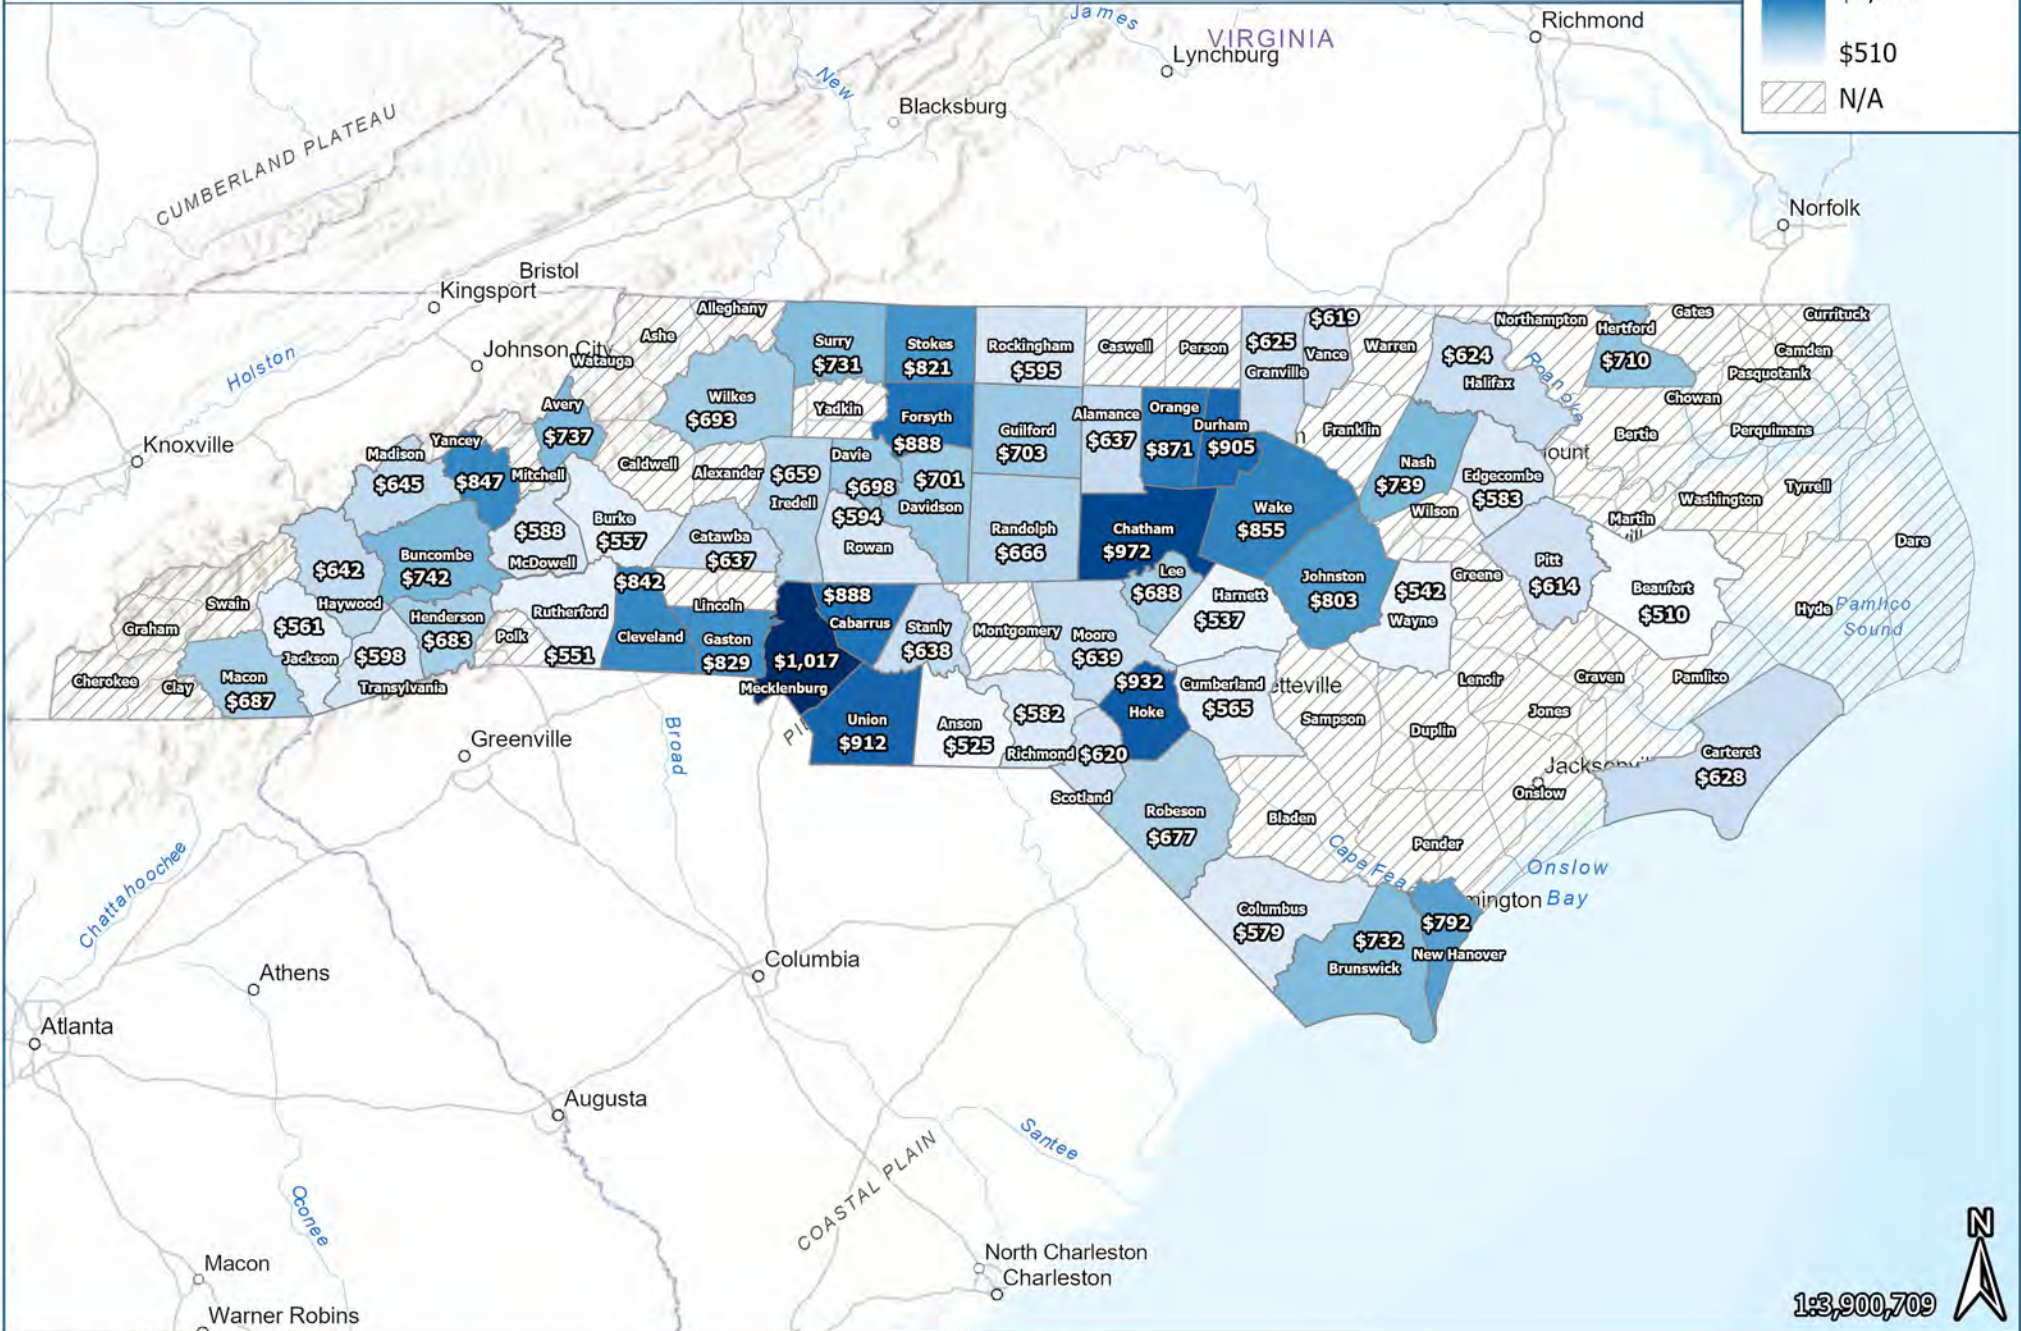 James
VIRGINIA
Richmond
Lynchburg
$510
N/A
New
Blacksburg
CUMBERLAND PLATEAU
Norfolk
Bristol
Kingsport
Johnson City
Holston
Knoxville
Alleghany
Ashe
Watauga
Surry
$731
Stokes
$821
Rockingham
$595
Caswell
Person
$625
Granville
$619
Vance
Warren
Northampton
Hertford
$710
Gates
Currituck
Camden
Pasquotank
Chowan
Perquimans
Bertie
$624
Halifax
Roanoke
Wilkes
$693
Yadkin
Forsyth
$888
Guilford
$703
Alamance
$637
Orange
$871
Durham
$905
Franklin
Nash
$739
Edgecombe
$583
ount
Avery
$737
Caldwell
Alexander
$659
Iredell
Davie
$698
$701
Davidson
Madison
$645
Yancey
$847
Mitchell
$588
McDowell
Burke
$557
Catawba
$637
$594
Rowan
Randolph
$666
Chatham
$972
Wake
$855
Wilson
Martin
Washington
Tyrrell
Dare
Buncombe
$742
$642
Haywood
Swain
Graham
Cherokee
Clay
Macon
$687
$561
Jackson
$598
Transylvania
Henderson
$683
Polk
Rutherford
$551
$842
Cleveland
Lincoln
Gaston
$829
$1,017
Mecklenburg
$888
Cabarrus
Stanly
$638
Montgomery
Moore
$639
Lee
$688
Harnett
$537
Johnston
$803
$542
Wayne
Greene
Pitt
$614
Beaufort
$510
Hyde
Pamlico
Sound
Union
$912
Anson
$525
$582
Richmond
$620
Scotland
$932
Hoke
Cumberland
$565
etteville
Sampson
Lenoir
Craven
Pamlico
Jones
Duplin
Jacksonvill
Onslow
Carteret
$628
Robeson
$677
Bladen
Pender
Cape Fea
Onslow
Bay
mington
Columbus
$579
$732
Brunswick
$792
New Hanover
Greenville
Broad
Chattahoochee
Athens
Atlanta
Columbia
Augusta
Oconee
Santee
COASTAL PLAIN
North Charleston
Charleston
Macon
Warner Robins
N
1:3,900,709